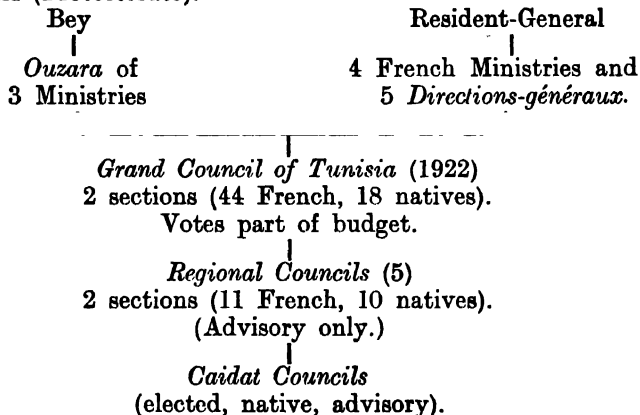 Bey
Ouzara of
3 Ministries
Resident-General
4 French Ministries and
5 Directions-généraux.
Grand Council of Tunisia (1922)
2 sections (44 French, 18 natives).
Votes part of budget.
Regional Councils (5)
2 sections (11 French, 10 natives).
(Advisory only.)
Caidat Councils
(elected, native, advisory).